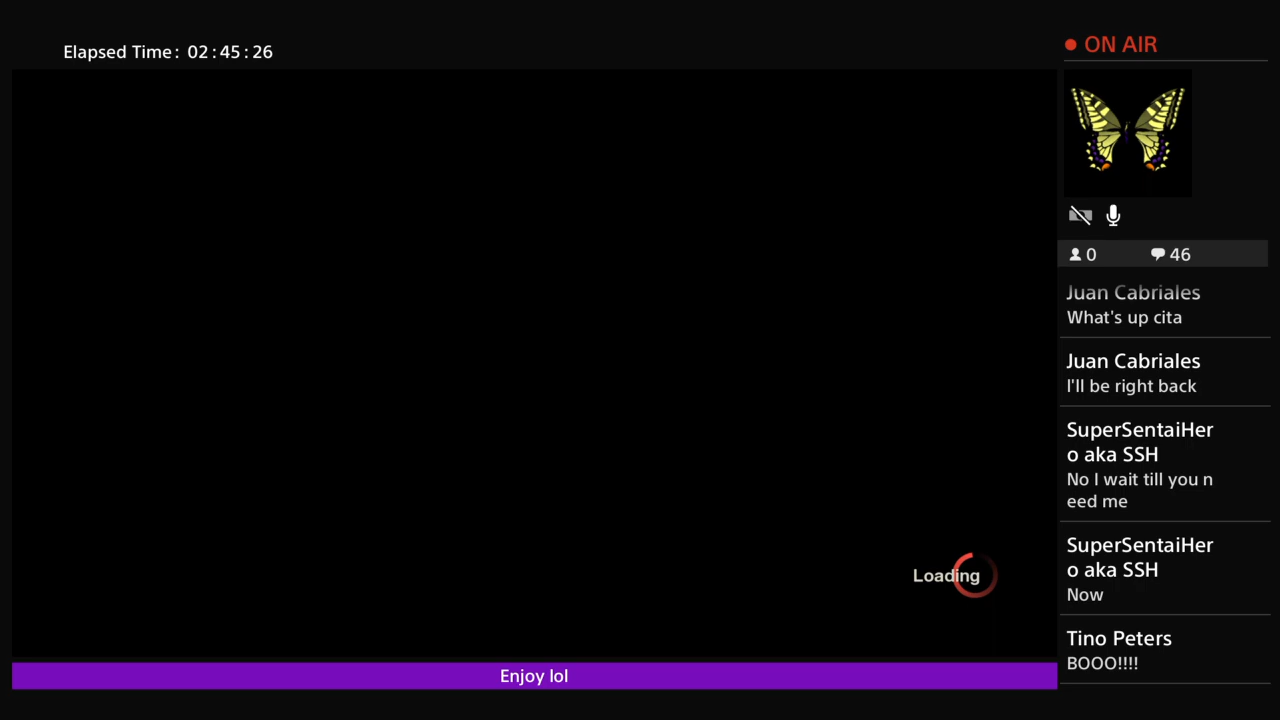 Elapsed Time: 02:45:26
ON AIR
0 46
Juan Cabriales
What's up cita
Juan Cabriales
I'll be right back
SuperSentaiHer
o aka SSH
No I wait till you n
eed me
SuperSentaiHer
o aka SSH
Now
Tino Peters
BOOO!!!!
Loading
Enjoy lol